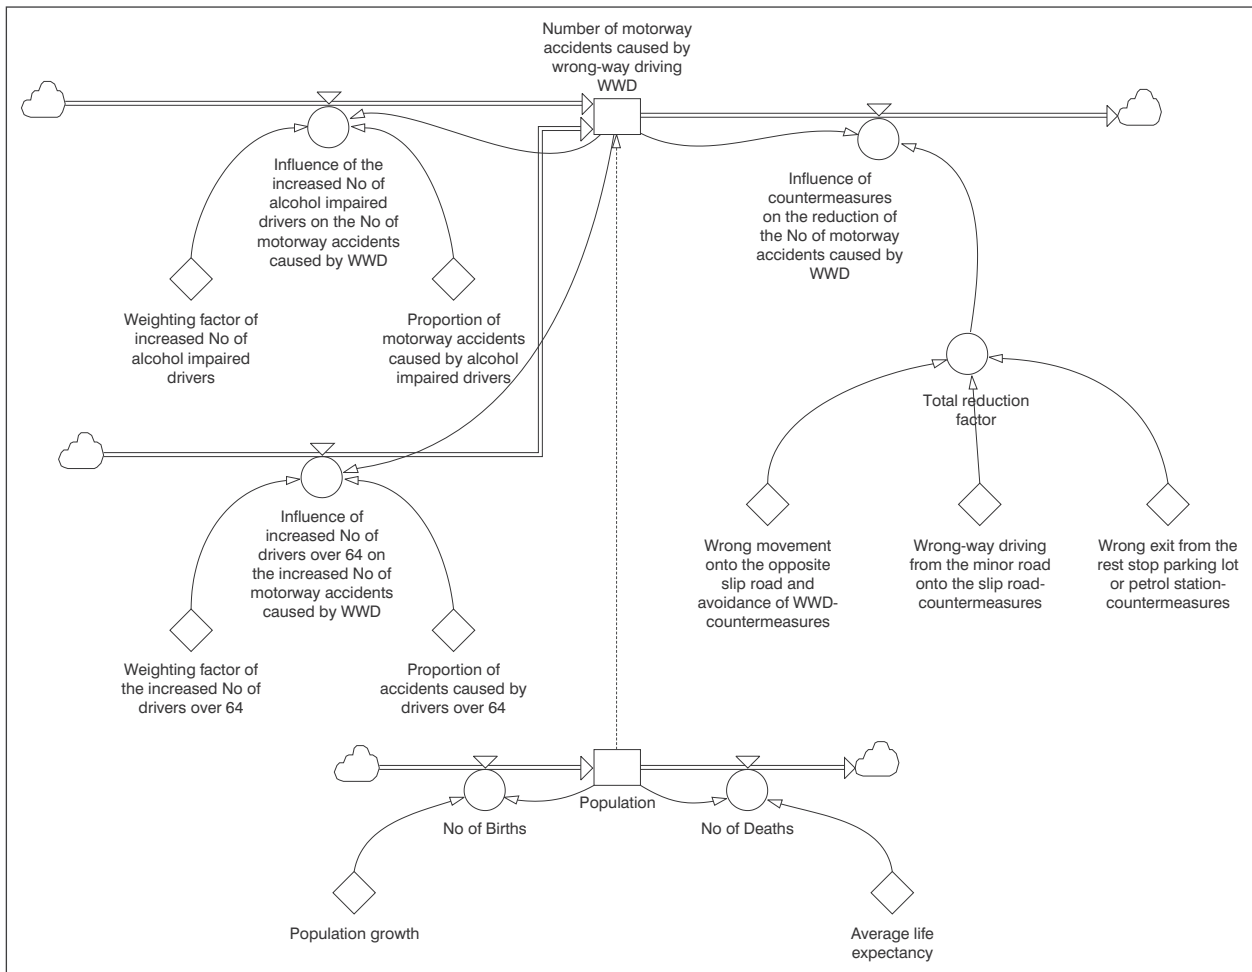 Number of motorway
accidents caused by
wrong-way driving
WWD
Influence of the
increased No of
alcohol impaired
drivers on the No of
motorway accidents
caused by WWD
Influence of
countermeasures
on the reduction of
the No of motorway
accidents caused by
WWD
Weighting factor of
increased No of
alcohol impaired
drivers
Proportion of
motorway accidents
caused by alcohol
impaired drivers
Total reduction
factor
Influence of
increased No of
drivers over 64 on
the increased No of
motorway accidents
caused by WWD
Wrong movement
onto the opposite
slip road and
avoidance of WWD-
countermeasures
Wrong-way driving
from the minor road
onto the slip road-
countermeasures
Wrong exit from the
rest stop parking lot
or petrol station-
countermeasures
Weighting factor of
the increased No of
drivers over 64
Proportion of
accidents caused by
drivers over 64
Population
No of Births
No of Deaths
Population growth
Average life
expectancy